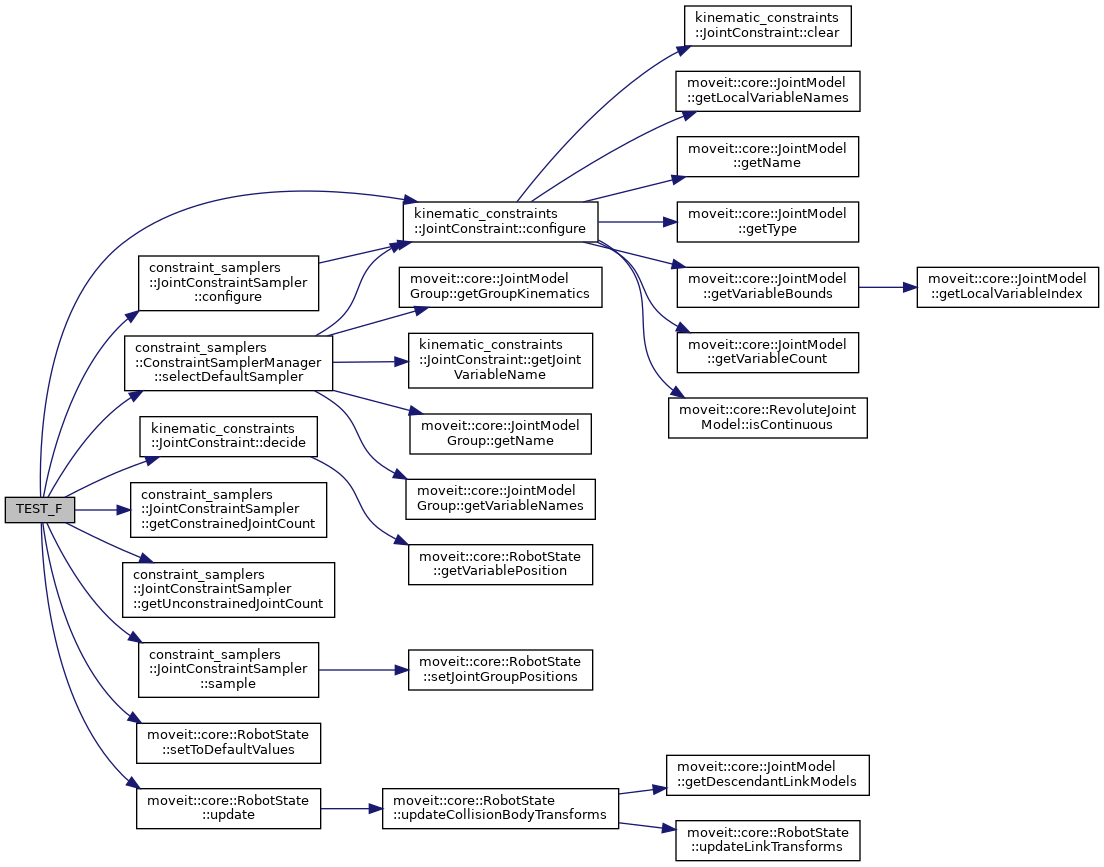 TEST_F
kinematic_constraints
::JointConstraint::configure
constraint_samplers
::JointConstraintSampler
::configure
constraint_samplers
::ConstraintSamplerManager
::selectDefaultSampler
kinematic_constraints
::JointConstraint::decide
constraint_samplers
::JointConstraintSampler
::getConstrainedJointCount
constraint_samplers
::JointConstraintSampler
::getUnconstrainedJointCount
constraint_samplers
::JointConstraintSampler
::sample
moveit::core::RobotState
::setToDefaultValues
moveit::core::RobotState
::update
moveit::core::JointModel
Group::getGroupKinematics
kinematic_constraints
::JointConstraint::getJoint
VariableName
moveit::core::JointModel
Group::getName
moveit::core::JointModel
Group::getVariableNames
moveit::core::RobotState
::getVariablePosition
moveit::core::RobotState
::setJointGroupPositions
moveit::core::RobotState
::updateCollisionBodyTransforms
kinematic_constraints
::JointConstraint::clear
moveit::core::JointModel
::getLocalVariableNames
moveit::core::JointModel
::getName
moveit::core::JointModel
::getType
moveit::core::JointModel
::getVariableBounds
moveit::core::JointModel
::getVariableCount
moveit::core::RevoluteJoint
Model::isContinuous
moveit::core::JointModel
::getLocalVariableIndex
moveit::core::JointModel
::getDescendantLinkModels
moveit::core::RobotState
::updateLinkTransforms